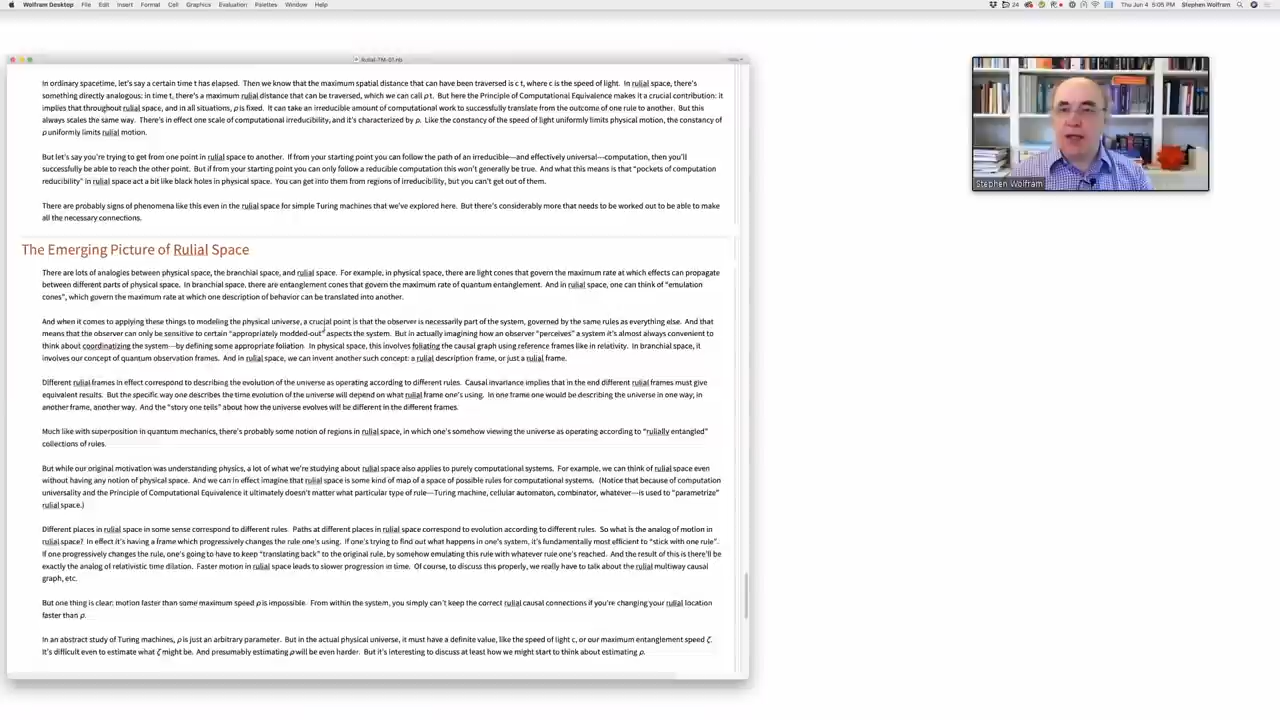 Wolfram Desktop File Edit Insert Format Cell Graphics Evaluation Palettes Window Help
24 Thu Jun 4 5:05 PM Stephen Wolfram
In ordinary spacetime, let's say a certain time t has elapsed. Then we know that the maximum spatial distance that can have been traversed is c t, where c is the speed of light. In rulial space, there's
something directly analogous: in time t, there's a maximum rulial distance that can be traversed, which we can call ρ t. But here the Principle of Computational Equivalence makes it a crucial contribution: it
implies that throughout rulial space, and in all situations, ρ is fixed. It can take an irreducible amount of computational work to successfully translate from the outcome of one rule to another. But this
always scales the same way. There's in effect one scale of computational irreducibility, and it's characterized by ρ. Like the constancy of the speed of light uniformly limits physical motion, the constancy of
ρ uniformly limits rulial motion.
But let's say you're trying to get from one point in rulial space to another. If from your starting point you can follow the path of an irreducible—and effectively universal—computation, then you'll
successfully be able to reach the other point. But if from your starting point you can only follow a reducible computation this won't generally be true. And what this means is that "pockets of computation
reducibility" in rulial space act a bit like black holes in physical space. You can get into them from regions of irreducibility, but you can't get out of them.
There are probably signs of phenomena like this even in the rulial space for simple Turing machines that we've explored here. But there's considerably more that needs to be worked out to be able to make
all the necessary connections.
The Emerging Picture of Rulial Space
There are lots of analogies between physical space, the branchial space, and rulial space. For example, in physical space, there are light cones that govern the maximum rate at which effects can propagate
between different parts of physical space. In branchial space, there are entanglement cones that govern the maximum rate of quantum entanglement. And in rulial space, one can think of "emulation
cones", which govern the maximum rate at which one description of behavior can be translated into another.
And when it comes to applying these things to modeling the physical universe, a crucial point is that the observer is necessarily part of the system, governed by the same rules as everything else. And that
means that the observer can only be sensitive to certain "appropriately modded-out" aspects the system. But in actually imagining how an observer "perceives" a system it's almost always convenient to
think about coordinatizing the system—by defining some appropriate foliation. In physical space, this involves foliating the causal graph using reference frames like in relativity. In branchial space, it
involves our concept of quantum observation frames. And in rulial space, we can invent another such concept: a rulial description frame, or just a rulial frame.
Different rulial frames in effect correspond to describing the evolution of the universe as operating according to different rules. Causal invariance implies that in the end different rulial frames must give
equivalent results. But the specific way one describes the time evolution of the universe will depend on what rulial frame one's using. In one frame one would be describing the universe in one way; in
another frame, another way. And the "story one tells" about how the universe evolves will be different in the different frames.
Much like with superposition in quantum mechanics, there's probably some notion of regions in rulial space, in which one's somehow viewing the universe as operating according to "rulially entangled"
collections of rules.
But while our original motivation was understanding physics, a lot of what we're studying about rulial space also applies to purely computational systems. For example, we can think of rulial space even
without having any notion of physical space. And we can in effect imagine that rulial space is some kind of map of a space of possible rules for computational systems. (Notice that because of computation
universality and the Principle of Computational Equivalence it ultimately doesn't matter what particular type of rule—Turing machine, cellular automaton, combinator, whatever—is used to "parametrize"
rulial space.)
Different places in rulial space in some sense correspond to different rules. Paths at different places in rulial space correspond to evolution according to different rules. So what is the analog of motion in
rulial space? In effect it's having a frame which progressively changes the rule one's using. If one's trying to find out what happens in one's system, it's fundamentally most efficient to "stick with one rule".
If one progressively changes the rule, one's going to have to keep "translating back" to the original rule, by somehow emulating this rule with whatever rule one's reached. And the result of this is there'll be
exactly the analog of relativistic time dilation. Faster motion in rulial space leads to slower progression in time. Of course, to discuss this properly, we really have to talk about the rulial multiway causal
graph, etc.
But one thing is clear: motion faster than some maximum speed ρ is impossible. From within the system, you simply can't keep the correct rulial causal connections if you're changing your rulial location
faster than ρ.
In an abstract study of Turing machines, ρ is just an arbitrary parameter. But in the actual physical universe, it must have a definite value, like the speed of light c, or our maximum entanglement speed ζ.
It's difficult even to estimate what ζ might be. And presumably estimating ρ will be even harder. But it's interesting to discuss at least how we might start to think about estimating ρ.
Stephen Wolfram